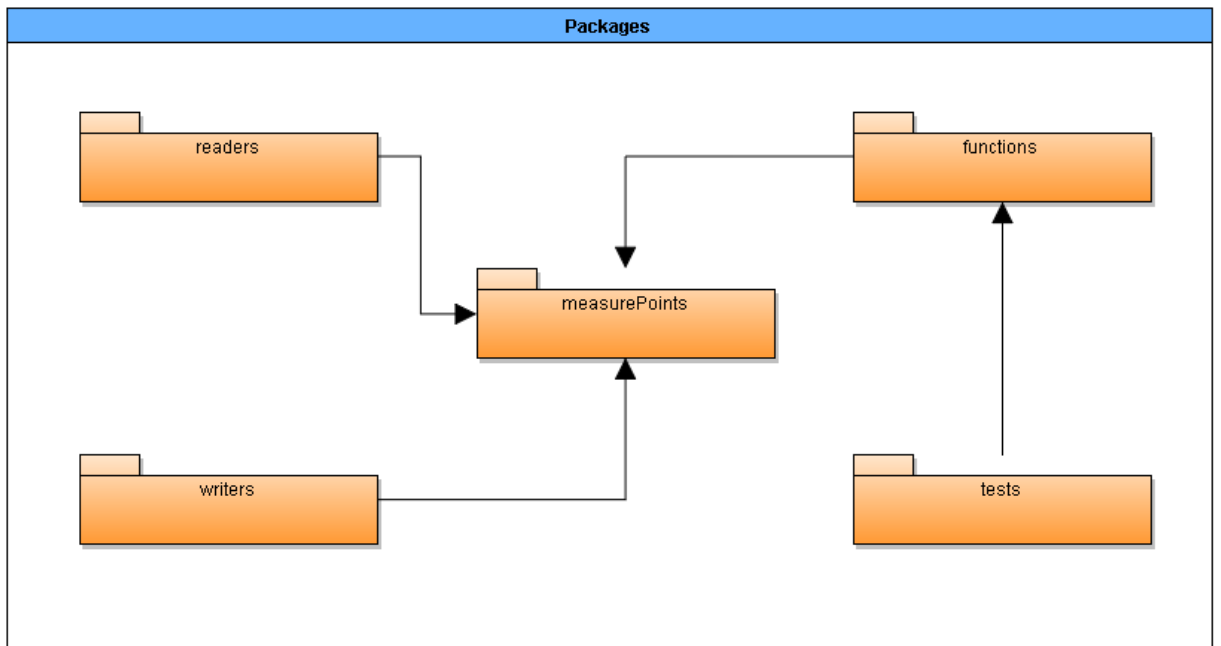 Packages
readers
functions
measurePoints
writers
tests